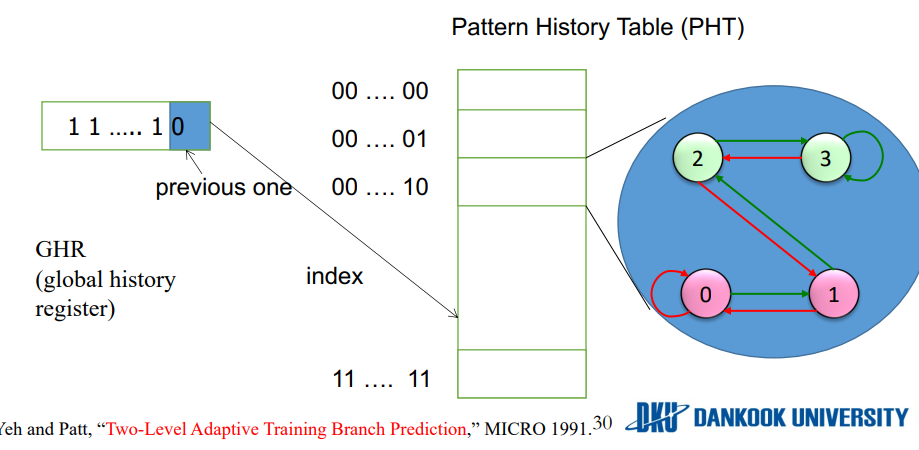 Pattern History Table (PHT)
1 1 ..... 1 0
previous one
GHR
(global history
register)
index
00 .... 00
00 .... 01
00 .... 10
11 .... 11
2
3
0
1
Yeh and Patt, “Two-Level Adaptive Training Branch Prediction,” MICRO 1991.
30
DKU DANKOOK UNIVERSITY